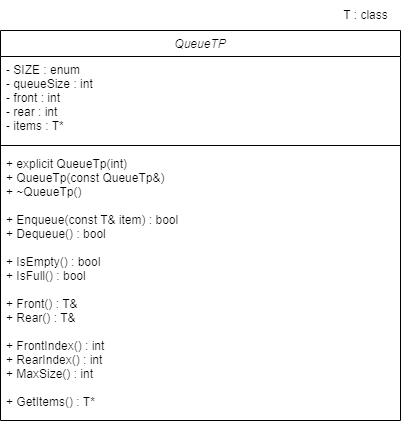 T : class
QueueTP
- SIZE : enum
- queueSize : int
- front : int
- rear : int
- items : T*
+ explicit QueueTp(int)
+ QueueTp(const QueueTp&)
+ ~QueueTp()
+ Enqueue(const T& item) : bool
+ Dequeue() : bool
+ IsEmpty() : bool
+ IsFull() : bool
+ Front() : T&
+ Rear() : T&
+ FrontIndex() : int
+ RearIndex() : int
+ MaxSize() : int
+ GetItems() : T*